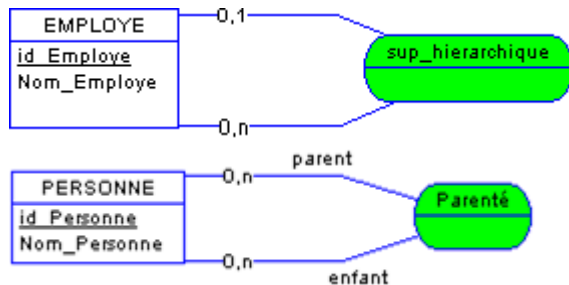 EMPLOYE
id_Employe
Nom_Employe
0,1
sup_hierarchique
0,n
PERSONNE
id_Personne
Nom_Personne
0,n
parent
Parenté
0,n
enfant